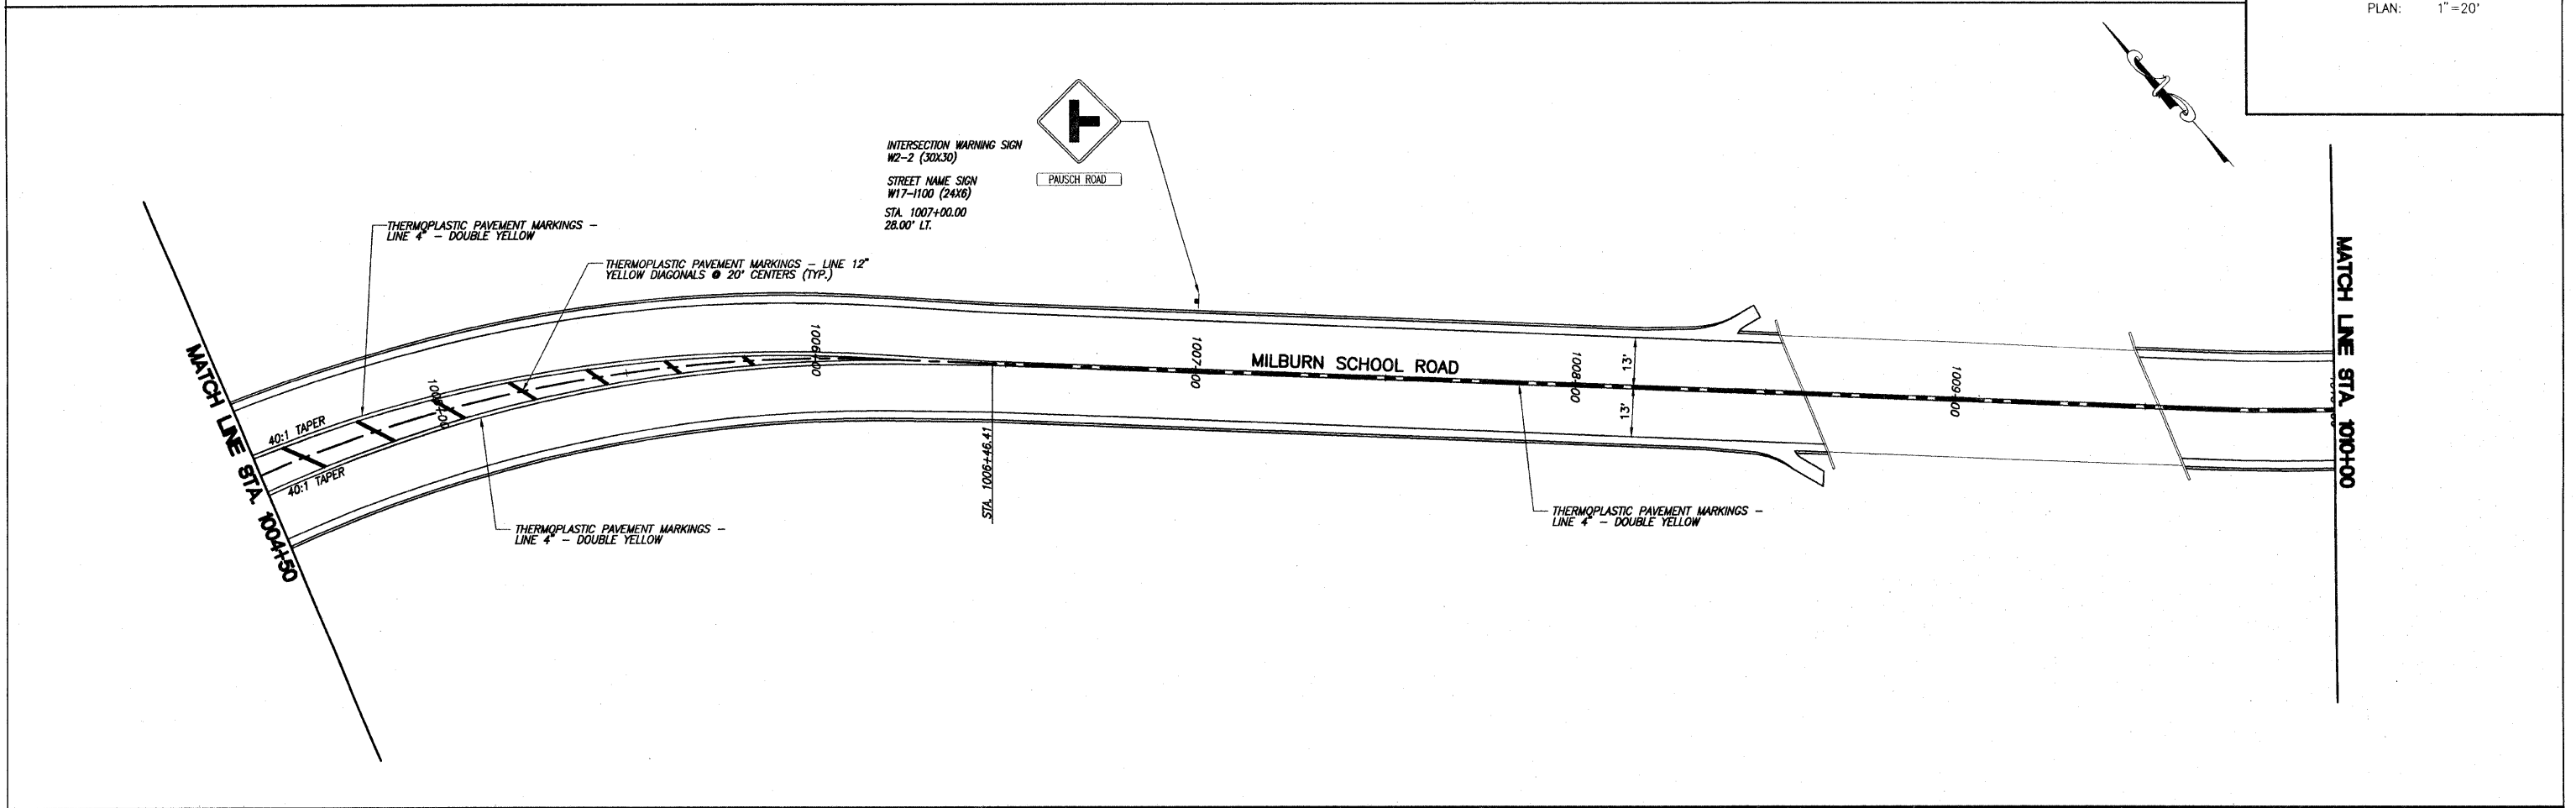 PLAN: 1"=20'
INTERSECTION WARNING SIGN
W2-2 (30X30)
STREET NAME SIGN
W17-I100 (24X6)
STA. 1007+00.00
28.00' LT.
PAUSCH ROAD
THERMOPLASTIC PAVEMENT MARKINGS –
LINE 4" – DOUBLE YELLOW
THERMOPLASTIC PAVEMENT MARKINGS – LINE 12"
YELLOW DIAGONALS @ 20' CENTERS (TYP.)
MATCH LINE STA. 1004+50
40:1 TAPER
40:1 TAPER
1005+00
1006+00
STA. 1006+46.41
1007+00
MILBURN SCHOOL ROAD
1008+00
13'
13'
1009+00
MATCH LINE STA. 1010+00
THERMOPLASTIC PAVEMENT MARKINGS –
LINE 4" – DOUBLE YELLOW
THERMOPLASTIC PAVEMENT MARKINGS –
LINE 4" – DOUBLE YELLOW